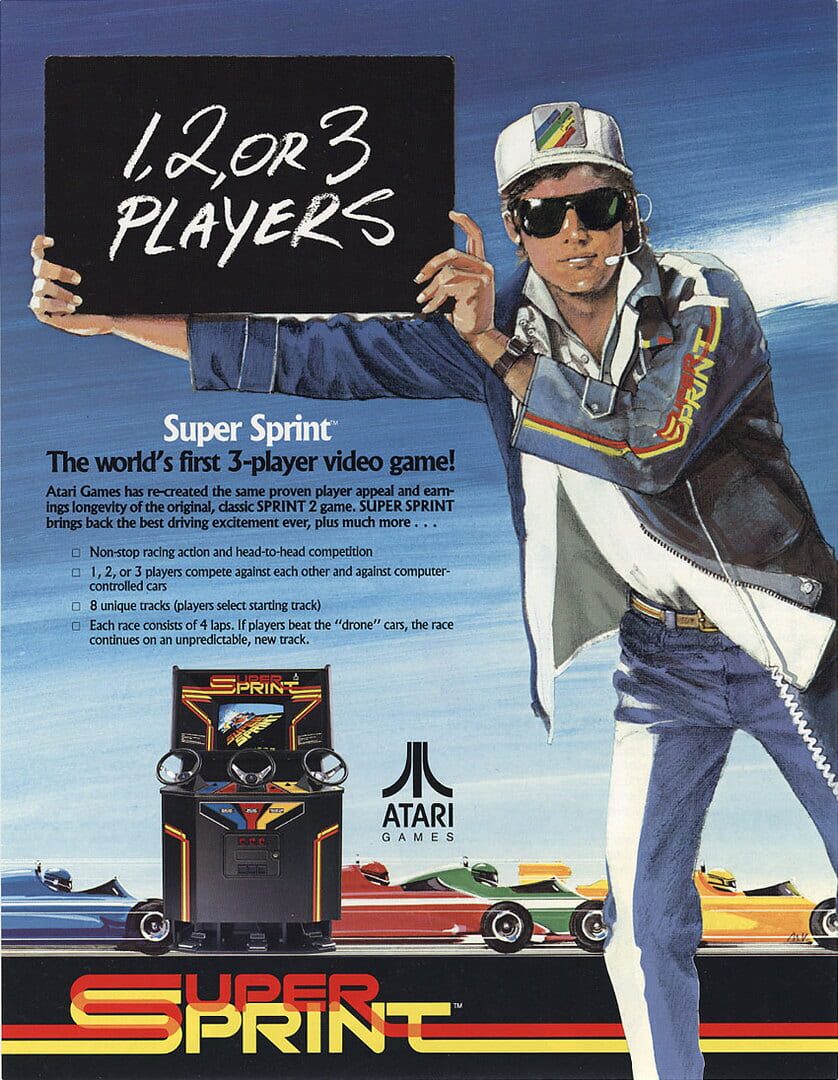 1, 2, OR 3
PLAYERS
SUPER
SPRINT
Super Sprint™
The world's first 3-player video game!
Atari Games has re-created the same proven player appeal and earn-
ings longevity of the original, classic SPRINT 2 game. SUPER SPRINT
brings back the best driving excitement ever, plus much more . . .
□ Non-stop racing action and head-to-head competition
□ 1, 2, or 3 players compete against each other and against computer-
controlled cars
□ 8 unique tracks (players select starting track)
□ Each race consists of 4 laps. If players beat the "drone" cars, the race
continues on an unpredictable, new track.
SUPER
SPRINT
SUPER
SPRINT
ATARI
GAMES
SUPER
SPRINT™